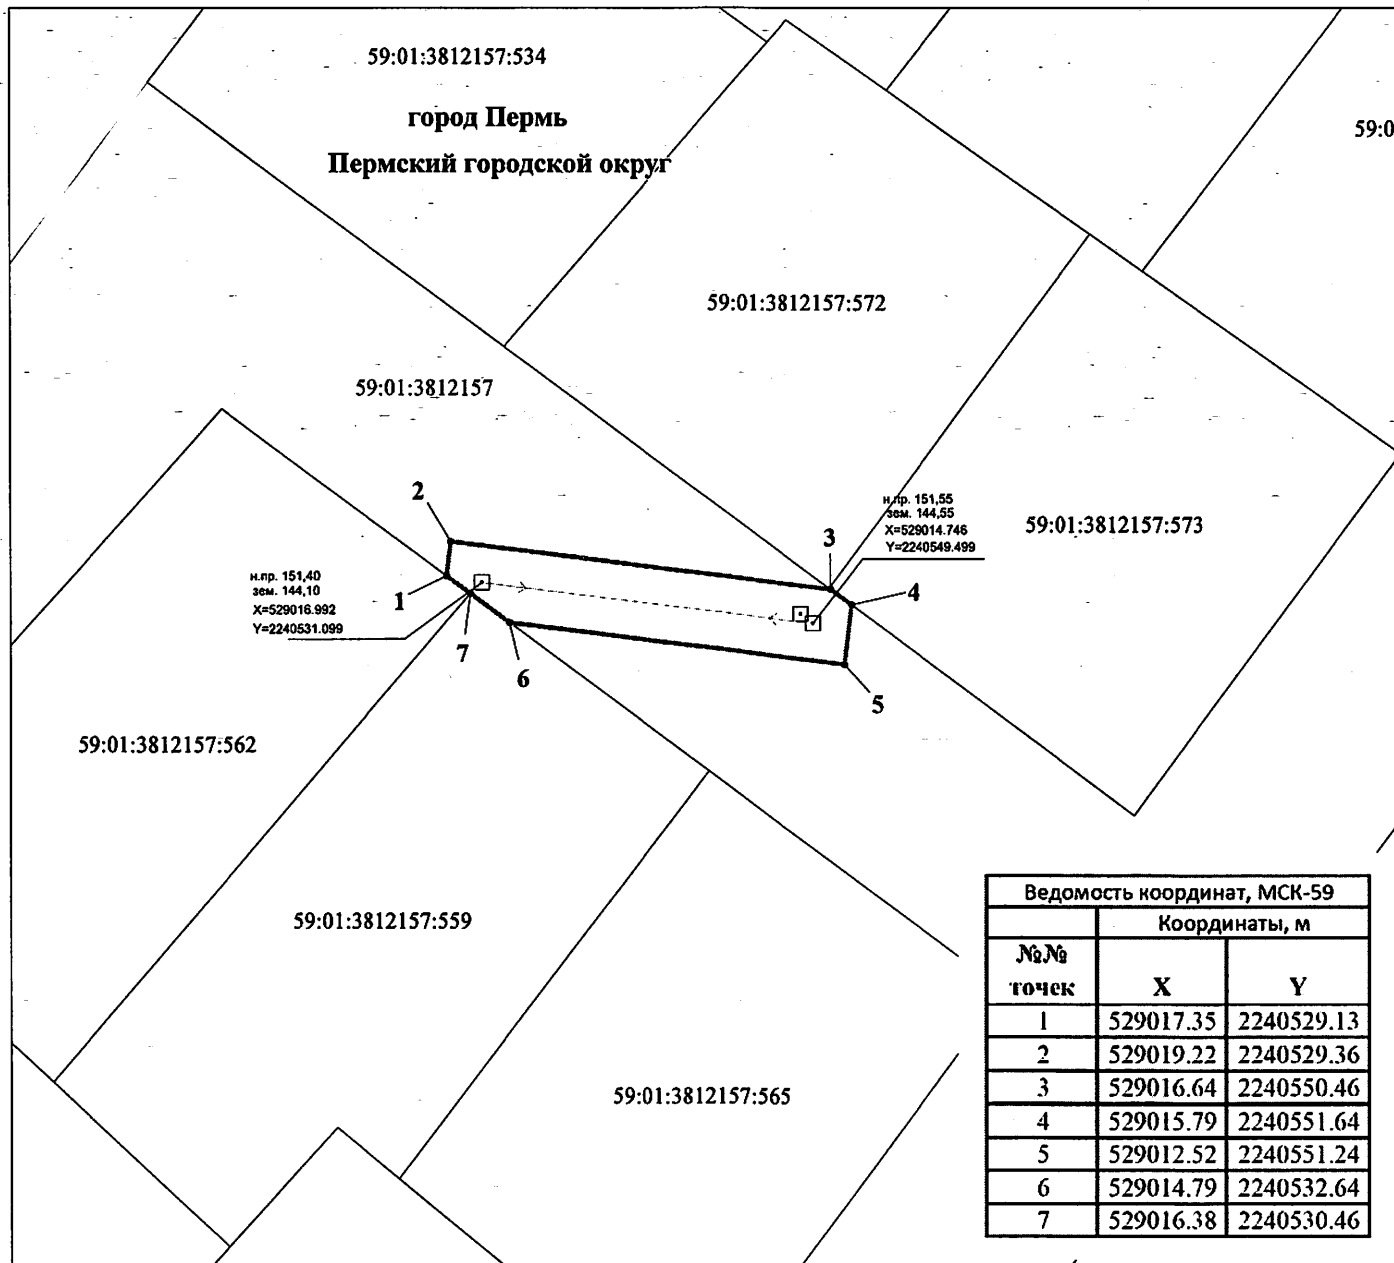 59:01:3812157:534
город Пермь
Пермский городской округ
59:0
59:01:3812157:572
59:01:3812157
2
н.пр. 151,55
зем. 144,55
X=529014.746
Y=2240549.499
59:01:3812157:573
3
н.пр. 151,40
зем. 144,10
X=529016.992
Y=2240531.099
1
4
7
6
5
59:01:3812157:562
59:01:3812157:559
59:01:3812157:565
Ведомость координат, МСК-59
Координаты, м
№№ точек X Y
1 529017.35 2240529.13
2 529019.22 2240529.36
3 529016.64 2240550.46
4 529015.79 2240551.64
5 529012.52 2240551.24
6 529014.79 2240532.64
7 529016.38 2240530.46